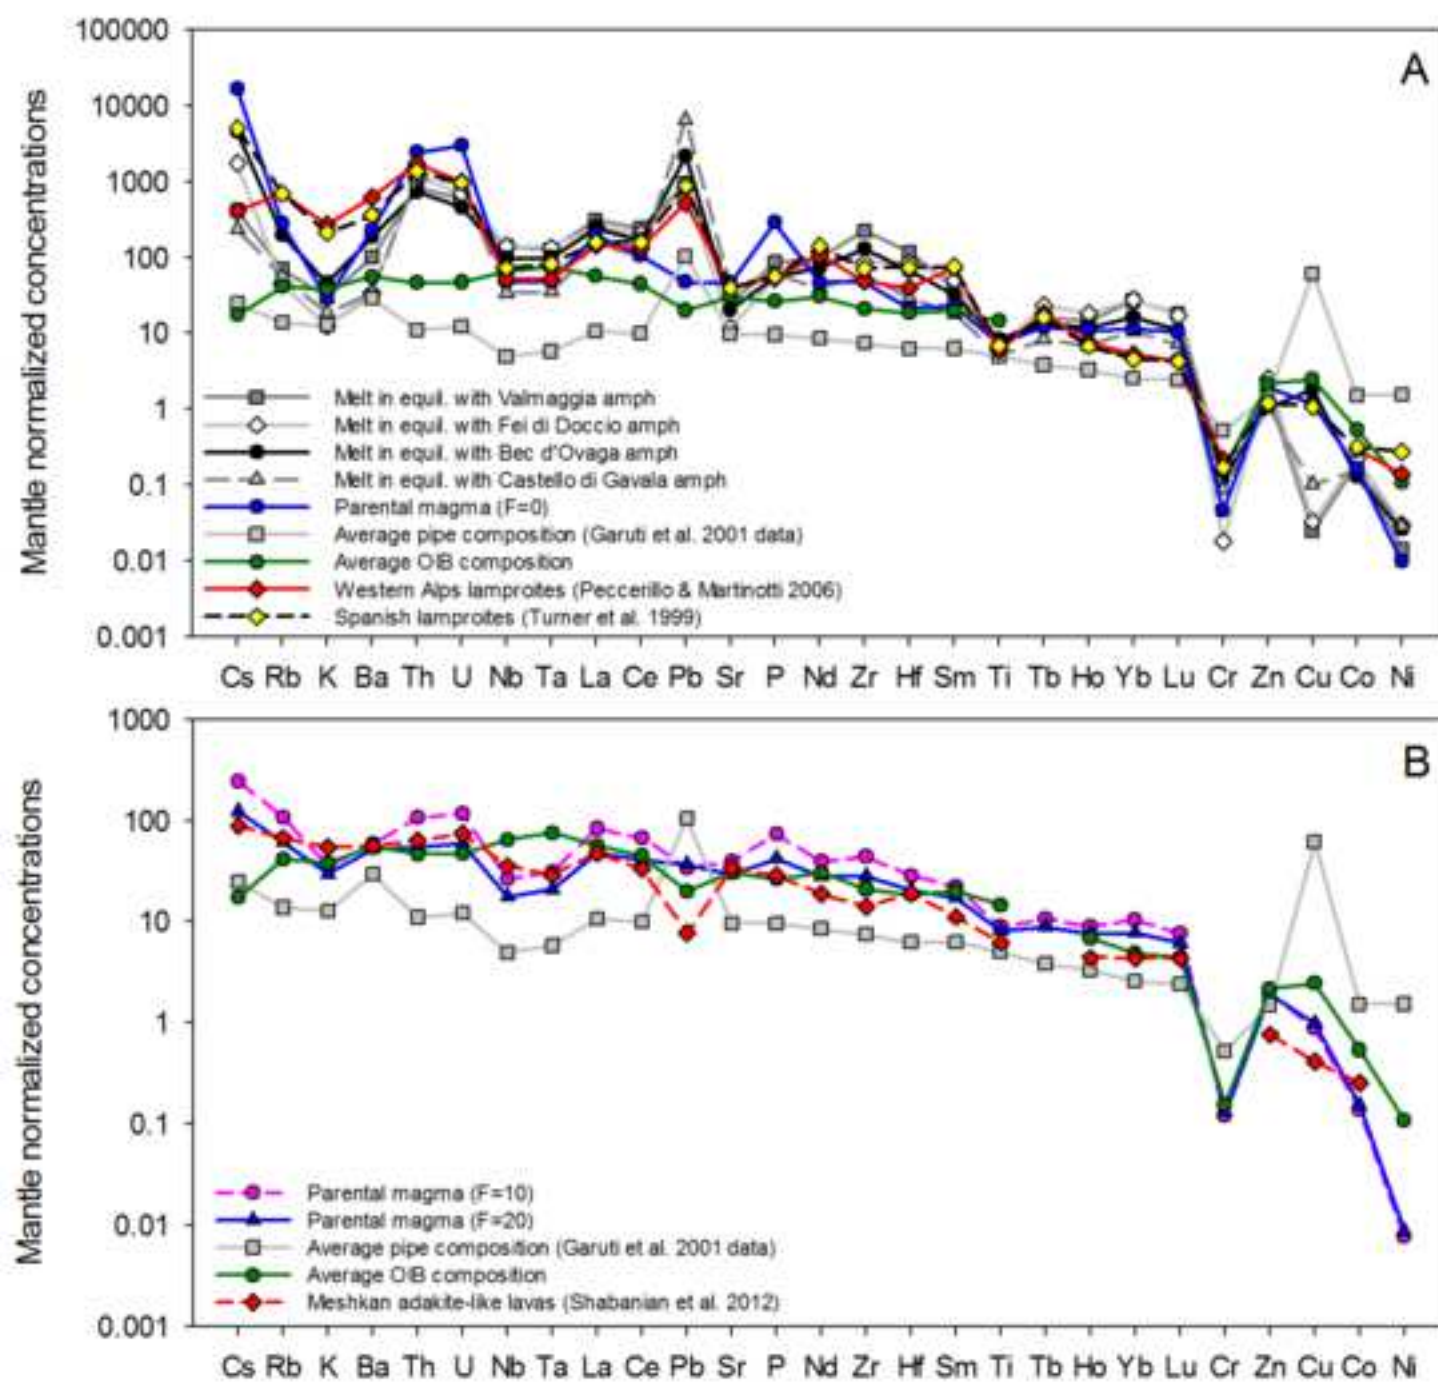 A
Mantle normalized concentrations
100000
10000
1000
100
10
1
0.1
0.01
0.001
Melt in equil. with Valmaggia amph
Melt in equil. with Fei di Doccio amph
Melt in equil. with Bec d'Ovaga amph
Melt in equil. with Castello di Gavala amph
Parental magma (F=0)
Average pipe composition (Garuti et al. 2001 data)
Average OIB composition
Western Alps lamproites (Peccerillo & Martinotti 2006)
Spanish lamproites (Turner et al. 1999)
Cs Rb K Ba Th U Nb Ta La Ce Pb Sr P Nd Zr Hf Sm Ti Tb Ho Yb Lu Cr Zn Cu Co Ni
B
Mantle normalized concentrations
1000
100
10
1
0.1
0.01
0.001
Parental magma (F=10)
Parental magma (F=20)
Average pipe composition (Garuti et al. 2001 data)
Average OIB composition
Meshkan adakite-like lavas (Shabanian et al. 2012)
Cs Rb K Ba Th U Nb Ta La Ce Pb Sr P Nd Zr Hf Sm Ti Tb Ho Yb Lu Cr Zn Cu Co Ni